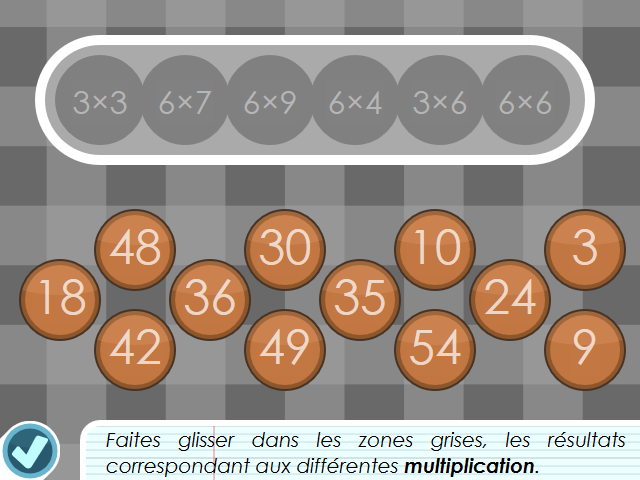 3×3 6×7 6×9 6×4 3×6 6×6
48 30 10 3
18 36 35 24
42 49 54 9
Faites glisser dans les zones grises, les résultats
correspondant aux différentes multiplication.